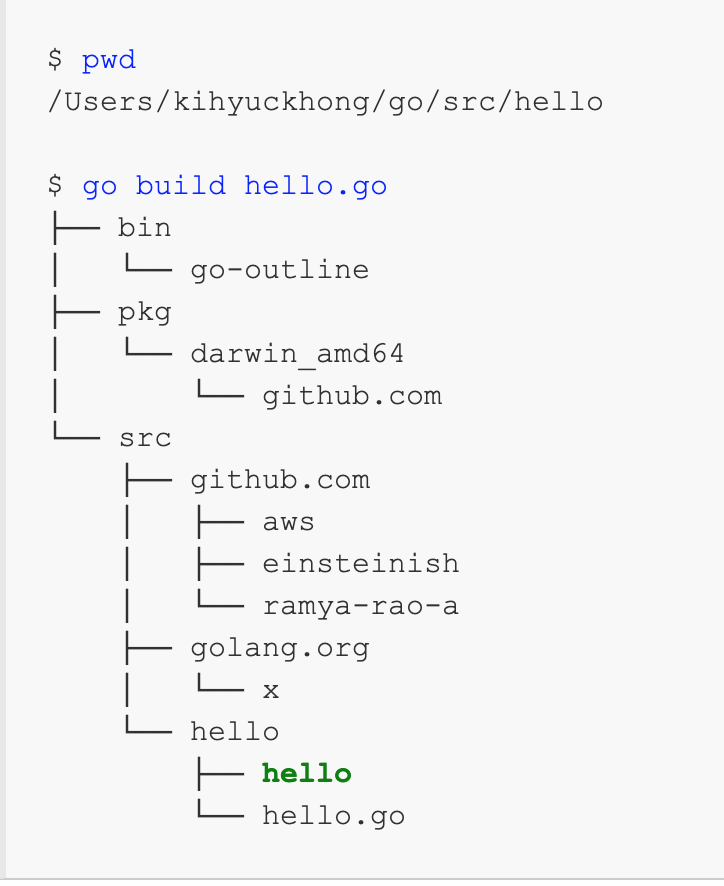 $ pwd
/Users/kihyuckhong/go/src/hello
$ go build hello.go
├── bin
│   └── go-outline
├── pkg
│   └── darwin_amd64
│       └── github.com
└── src
    ├── github.com
    │   ├── aws
    │   ├── einsteinish
    │   └── ramya-rao-a
    ├── golang.org
    │   └── x
    └── hello
        ├── hello
        └── hello.go